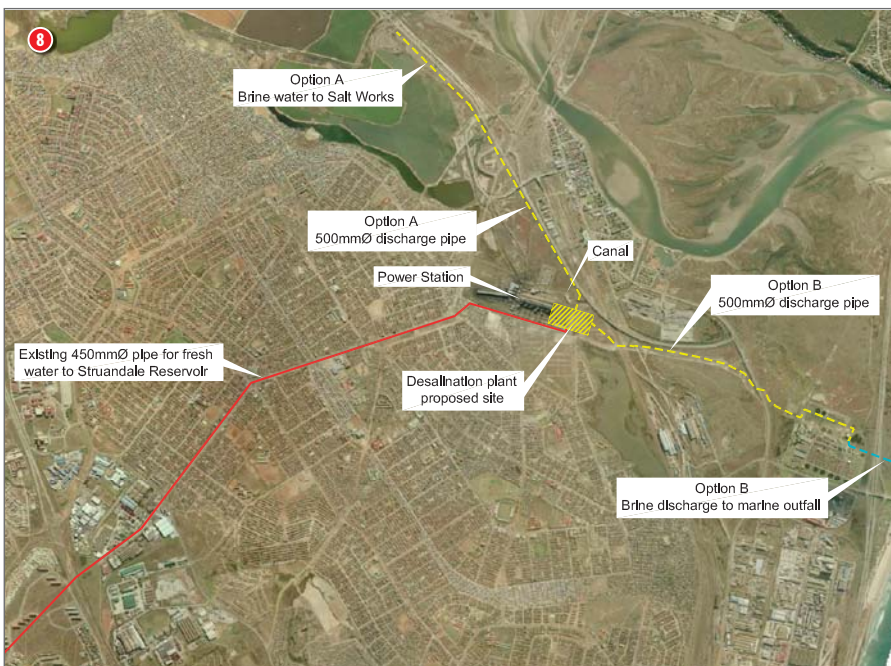 8
Option A
Brine water to Salt Works
Option A
500mmØ discharge pipe
Canal
Power Station
Option B
500mmØ discharge pipe
Existing 450mmØ pipe for fresh
water to Struandale Reservoir
Desalination plant
proposed site
Option B
Brine discharge to marine outfall